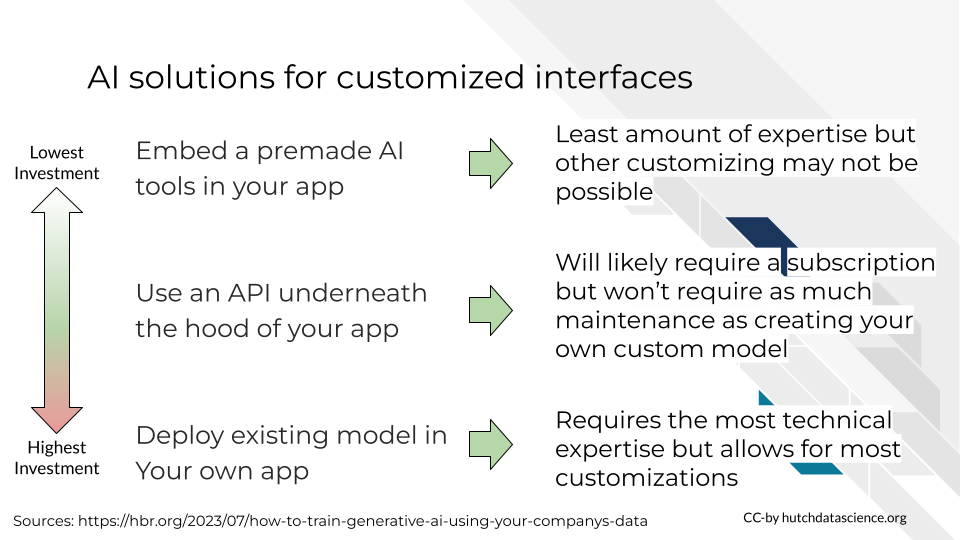 AI solutions for customized interfaces
Lowest
Investment
Embed a premade AI
tools in your app
Least amount of expertise but
other customizing may not be
possible
Use an API underneath
the hood of your app
Will likely require a subscription
but won’t require as much
maintenance as creating your
own custom model
Highest
Investment
Deploy existing model in
Your own app
Requires the most technical
expertise but allows for most
customizations
Sources: https://hbr.org/2023/07/how-to-train-generative-ai-using-your-companys-data
CC-by hutchdatascience.org